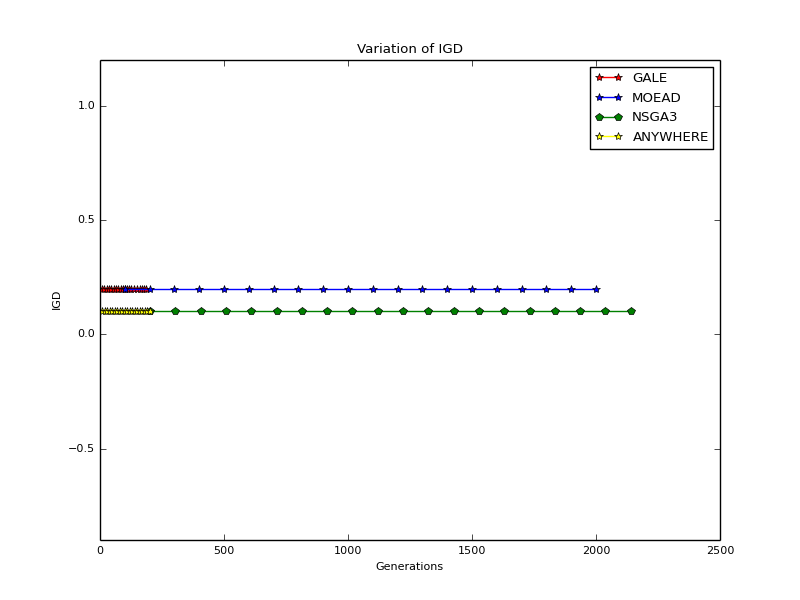 Variation of IGD
GALE
MOEAD
NSGA3
ANYWHERE
1.0
0.5
0.0
−0.5
IGD
0 500 1000 1500 2000 2500
Generations